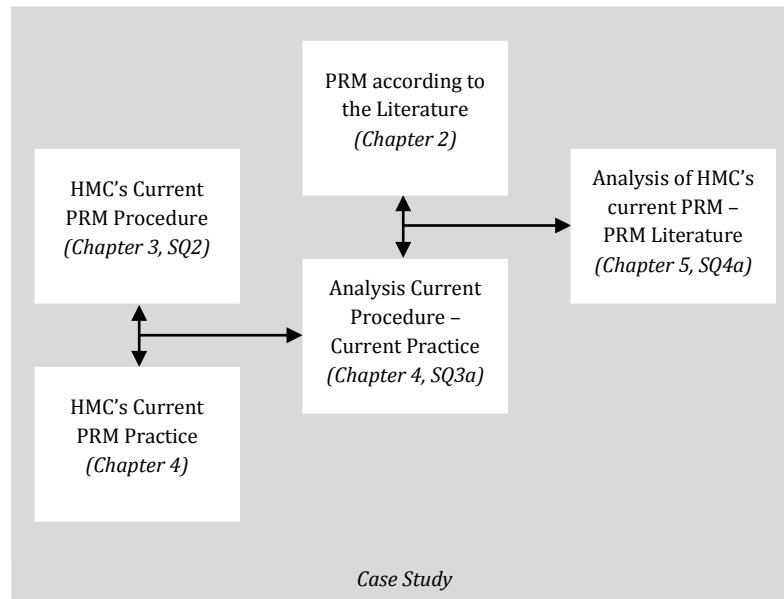 PRM according to
the Literature
(Chapter 2)
HMC's Current
PRM Procedure
(Chapter 3, SQ2)
Analysis of HMC's
current PRM –
PRM Literature
(Chapter 5, SQ4a)
Analysis Current
Procedure –
Current Practice
(Chapter 4, SQ3a)
HMC's Current
PRM Practice
(Chapter 4)
Case Study